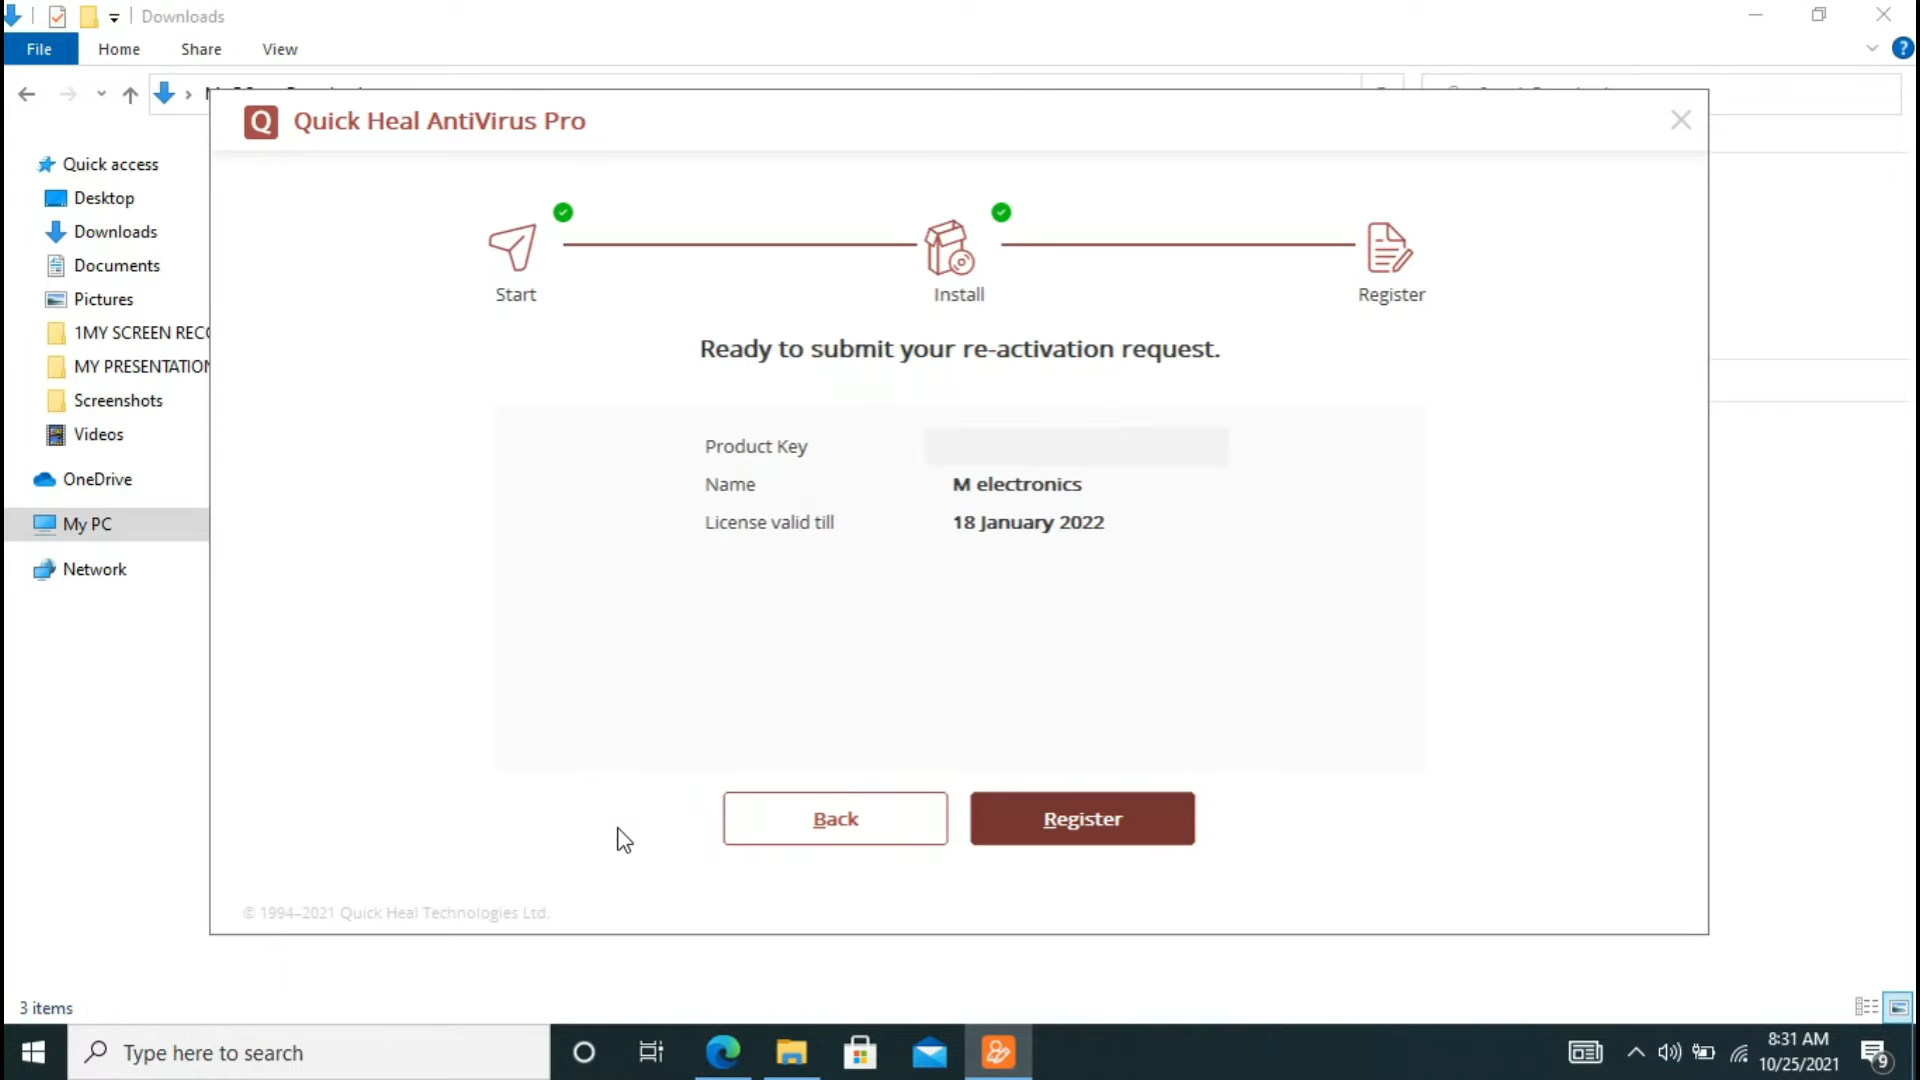 Downloads
File Home Share View
?
Q Quick Heal AntiVirus Pro
Quick access
Desktop
Downloads
Documents
Pictures
1MY SCREEN REC
MY PRESENTATION
Screenshots
Videos
OneDrive
My PC
Network
Start Install Register
Ready to submit your re-activation request.
Product Key
Name M electronics
License valid till 18 January 2022
Back Register
© 1994–2021 Quick Heal Technologies Ltd.
3 items
Type here to search
8:31 AM
10/25/2021
9